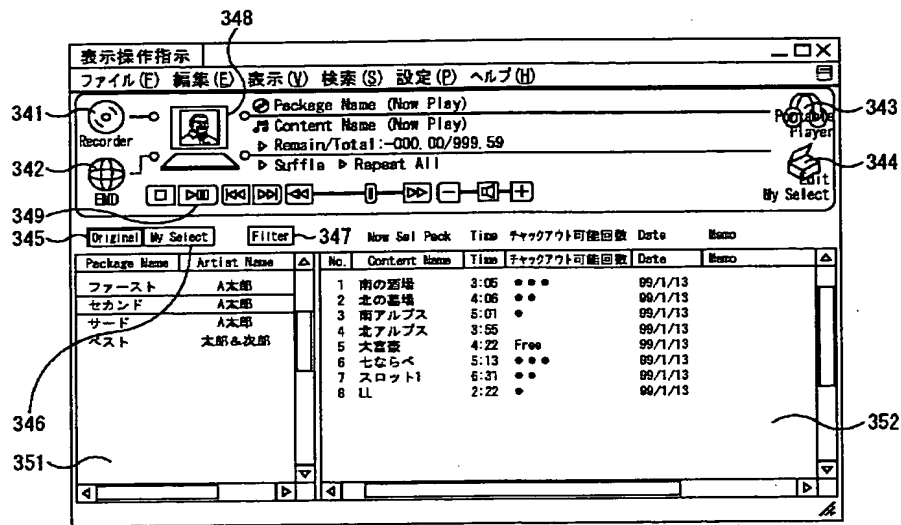 348
表示操作指示
ファイル(F) 編集(E) 表示(V) 検索(S) 設定(P) ヘルプ(H)
341
Recorder
342
EMD
Package Name (Now Play)
Content Name (Now Play)
Remain/Total:-000.00/999.59
Suffle Repeat All
343
Portable Player
344
Edit
My Select
349
345
Original My Select Filter 347 Now Sel Pack Time チャックアウト可能回数 Date Memo
Package Name Artist Name
ファースト A太郎
セカンド A太郎
サード A太郎
ベスト 太郎&次郎
No. Content Name Time チャックアウト可能回数 Date Memo
1 南の酒場 3:05 ●●● 99/1/13
2 北の墓場 4:06 ●● 99/1/13
3 南アルプス 5:01 ● 99/1/13
4 北アルプス 3:55 99/1/13
5 大富豪 4:22 Free 99/1/13
6 七ならべ 5:13 ●●● 99/1/13
7 スロット1 6:31 ●● 99/1/13
8 LL 2:22 ● 99/1/13
346
351
352